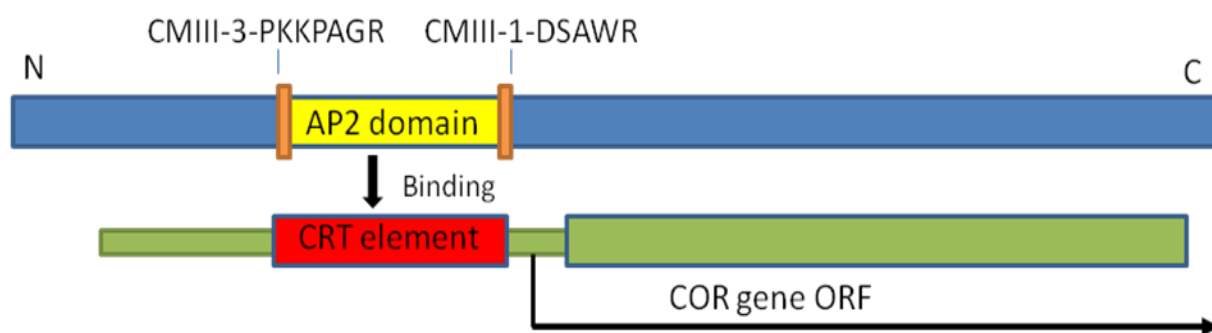 CMIII-3-PKKPAGR CMIII-1-DSAWR
N C
AP2 domain
Binding
CRT element
COR gene ORF